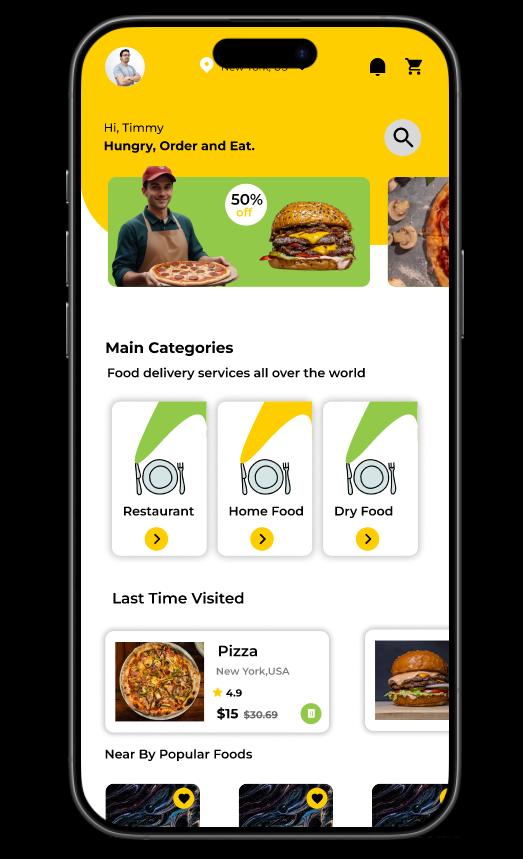 New York, US
Hi, Timmy
Hungry, Order and Eat.
50%
off
Main Categories
Food delivery services all over the world
Restaurant
Home Food
Dry Food
Last Time Visited
Pizza
New York,USA
4.9
$15 $30.69
Near By Popular Foods